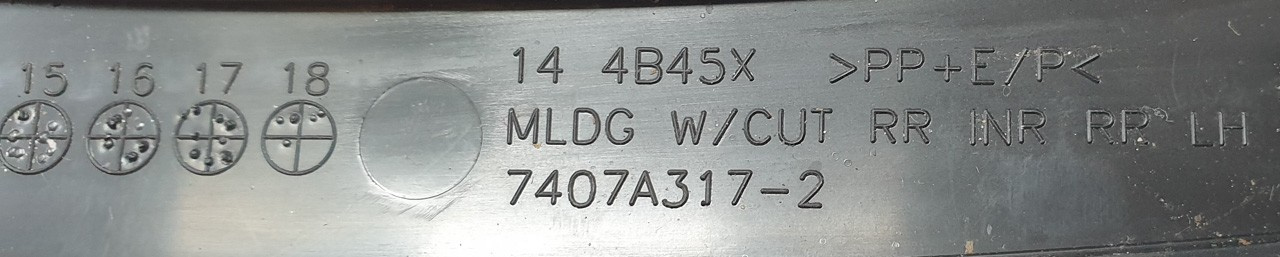 15 16 17 18
14 4B45X >PP+E/P<
MLDG W/CUT RR INR RR LH
7407A317-2